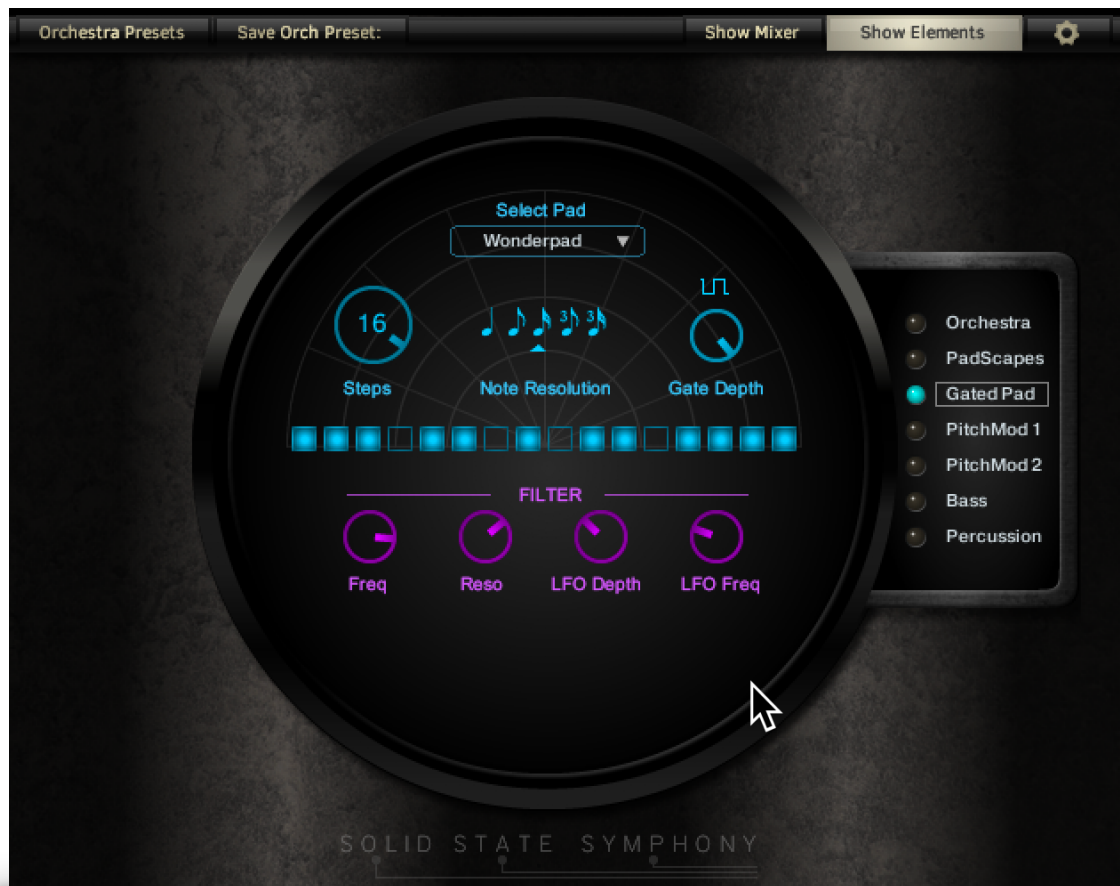 Orchestra Presets
Save Orch Preset:
Show Mixer
Show Elements
Select Pad
Wonderpad
16
3
3
Steps
Note Resolution
Gate Depth
FILTER
Freq
Reso
LFO Depth
LFO Freq
Orchestra
PadScapes
Gated Pad
PitchMod 1
PitchMod 2
Bass
Percussion
SOLID STATE SYMPHONY